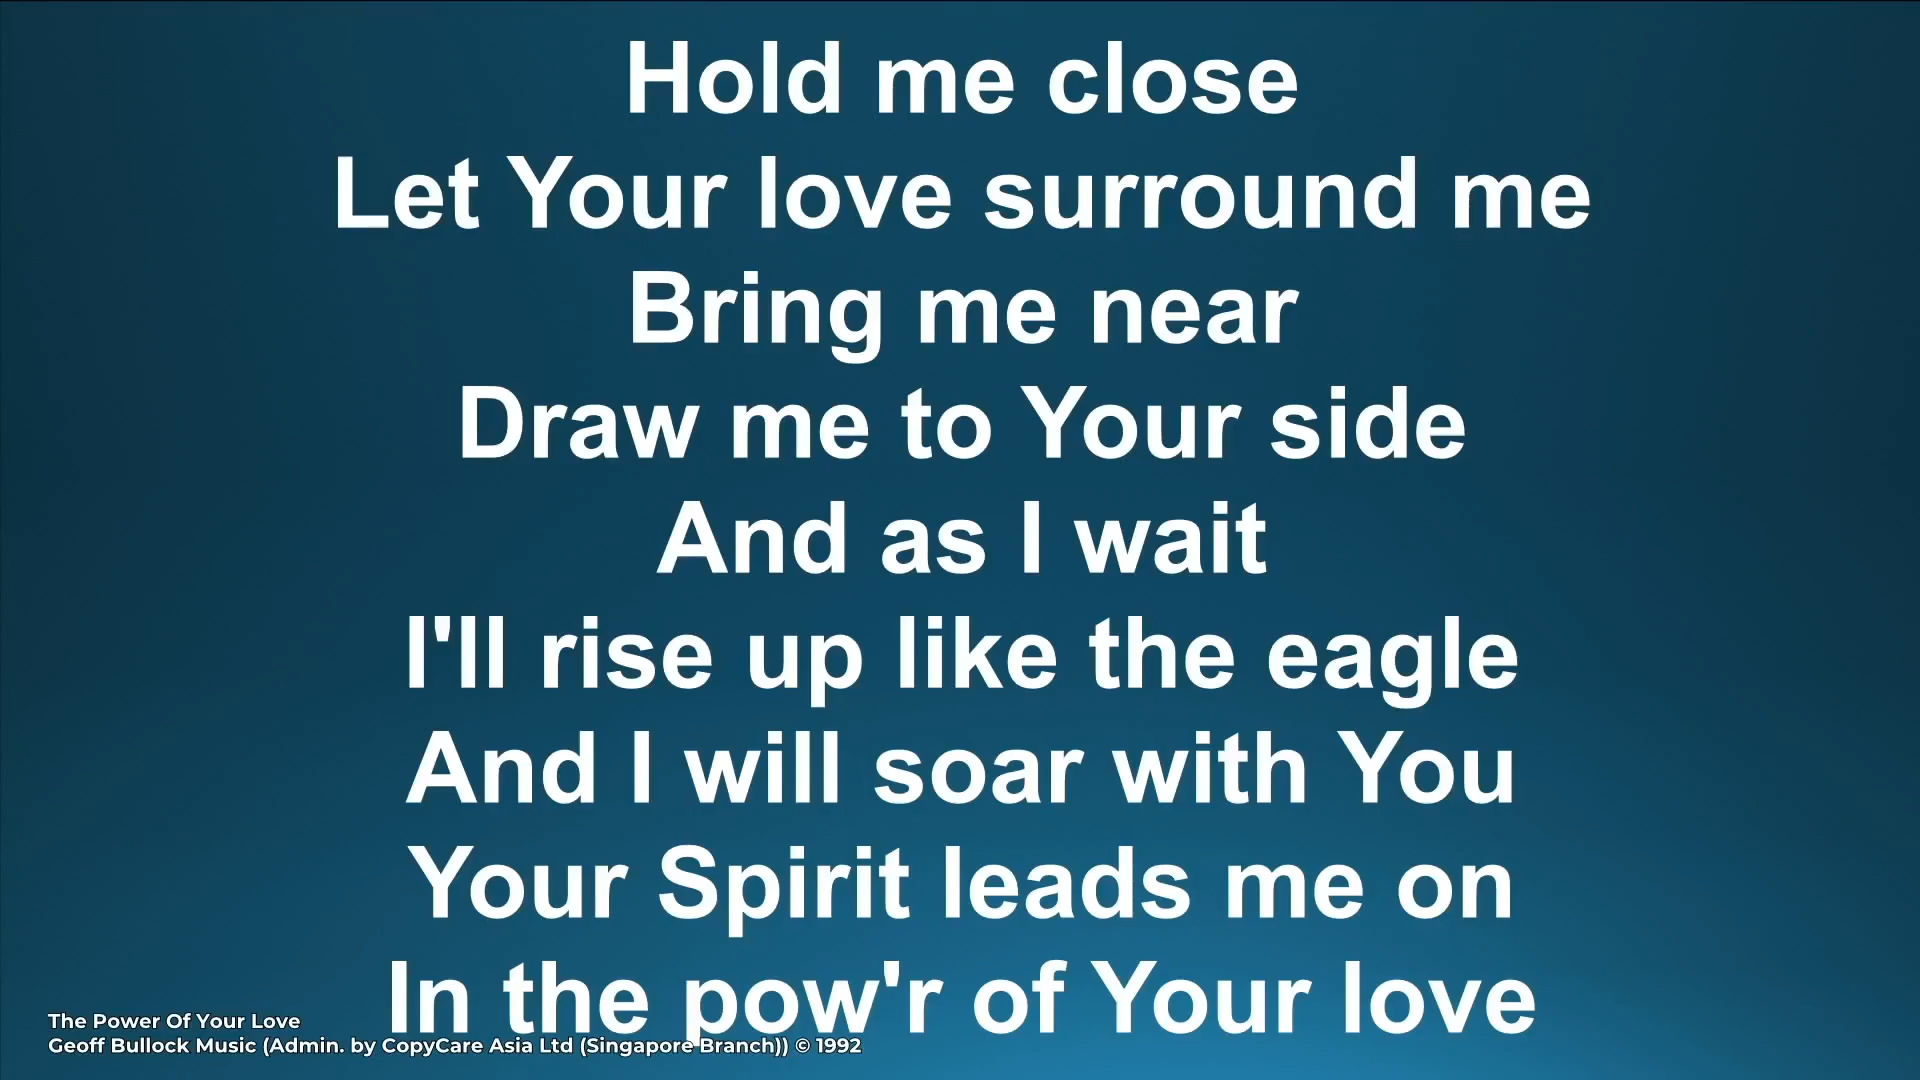 Hold me close
Let Your love surround me
Bring me near
Draw me to Your side
And as I wait
I'll rise up like the eagle
And I will soar with You
Your Spirit leads me on
In the pow'r of Your love
The Power Of Your Love
Geoff Bullock Music (Admin. by CopyCare Asia Ltd (Singapore Branch)) © 1992